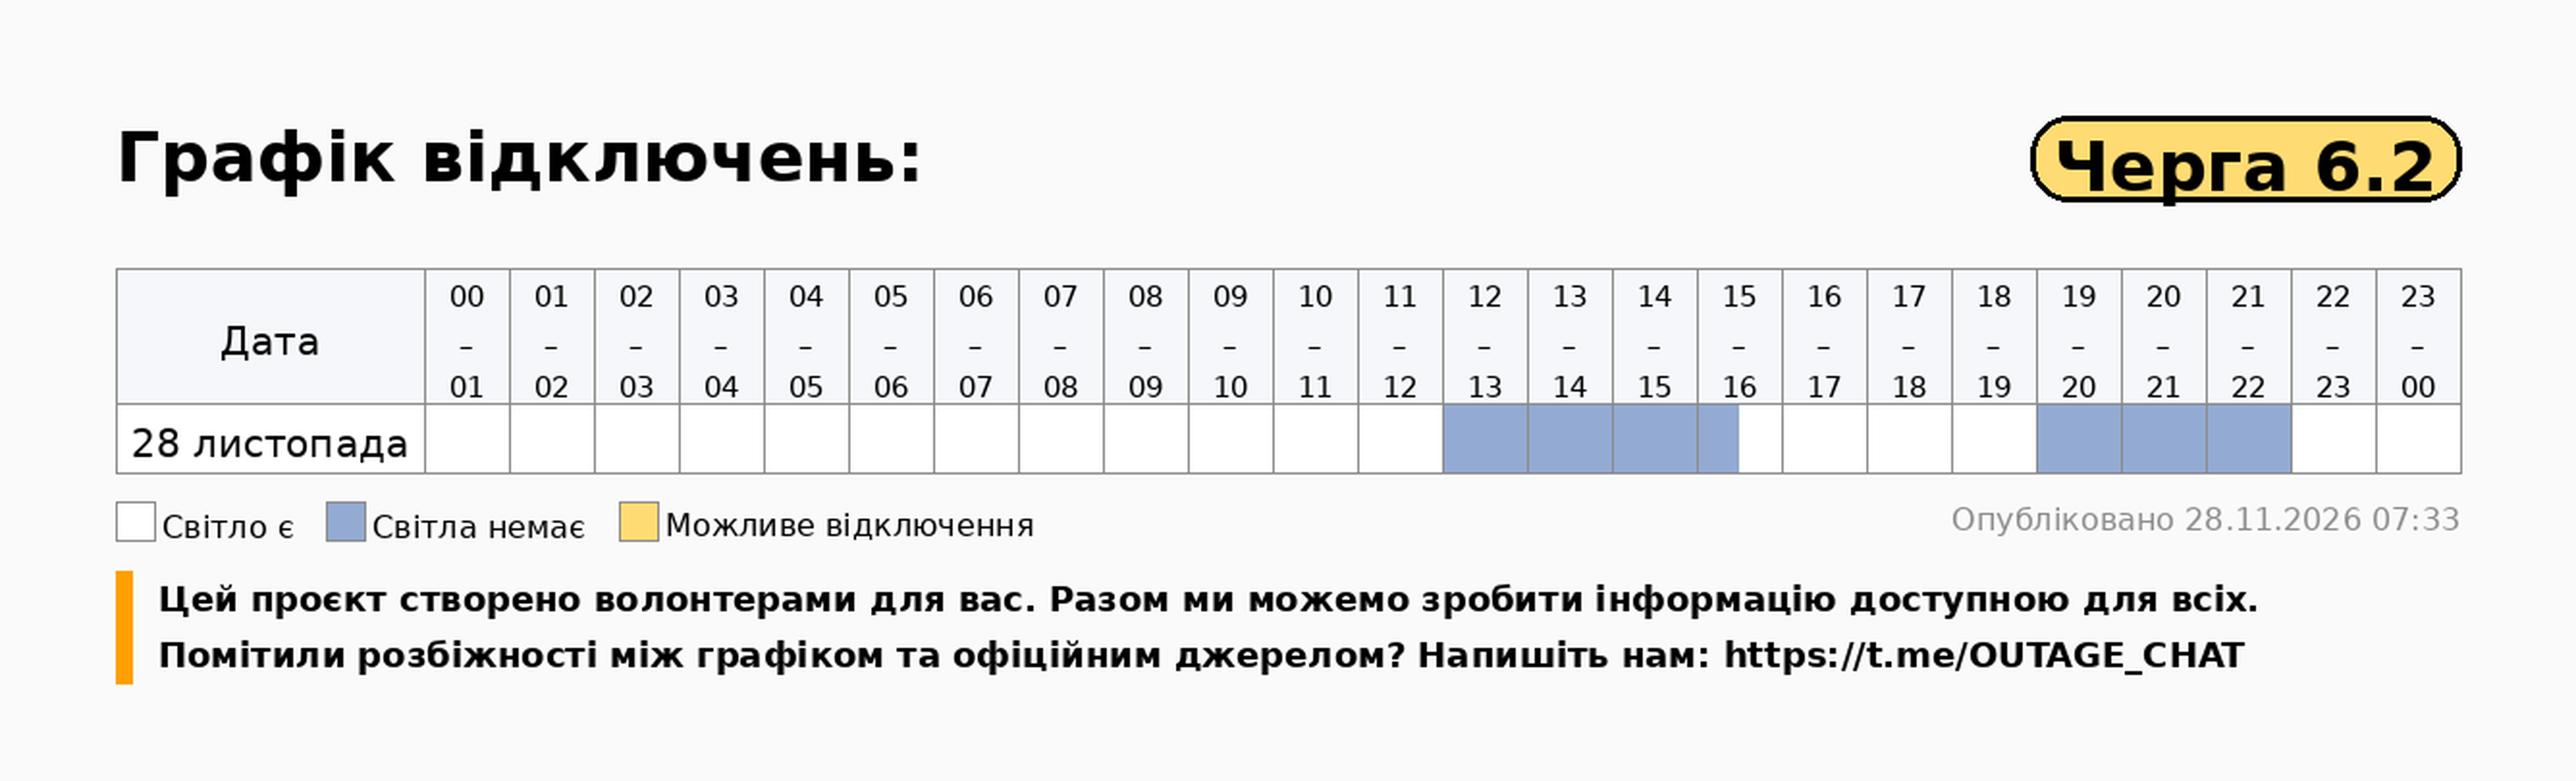 Графік відключень:
Черга 6.2
Дата
00 – 01
01 – 02
02 – 03
03 – 04
04 – 05
05 – 06
06 – 07
07 – 08
08 – 09
09 – 10
10 – 11
11 – 12
12 – 13
13 – 14
14 – 15
15 – 16
16 – 17
17 – 18
18 – 19
19 – 20
20 – 21
21 – 22
22 – 23
23 – 00
28 листопада
Світло є
Світла немає
Можливе відключення
Опубліковано 28.11.2026 07:33
Цей проєкт створено волонтерами для вас. Разом ми можемо зробити інформацію доступною для всіх.
Помітили розбіжності між графіком та офіційним джерелом? Напишіть нам: https://t.me/OUTAGE_CHAT